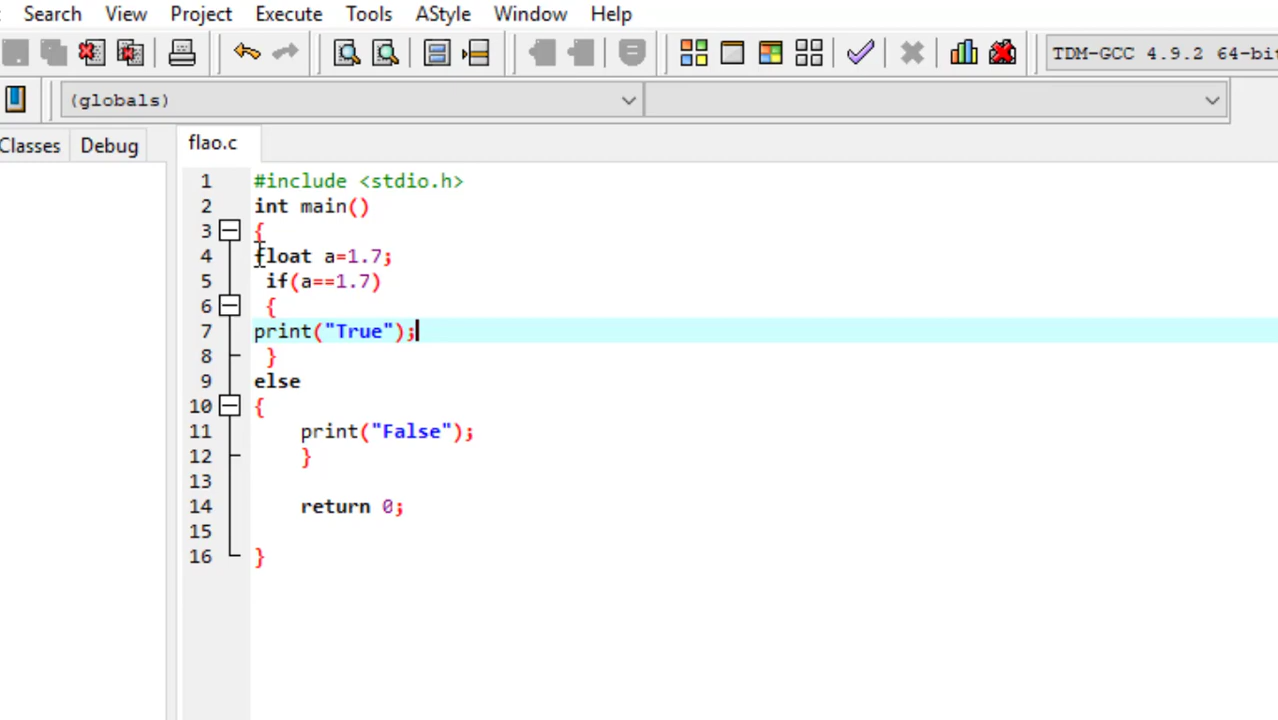 Search View Project Execute Tools AStyle Window Help
TDM-GCC 4.9.2 64-bi
(globals)
Classes Debug flao.c
1 #include <stdio.h>
2 int main()
3 {
4 float a=1.7;
5 if(a==1.7)
6 {
7 print("True");
8 }
9 else
10 {
11 print("False");
12 }
13
14 return 0;
15
16 }